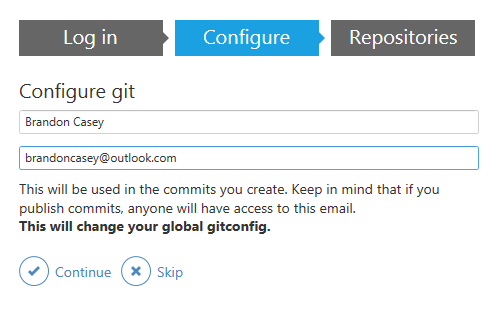 Log in Configure Repositories
Configure git
Brandon Casey
brandoncasey@outlook.com
This will be used in the commits you create. Keep in mind that if you
publish commits, anyone will have access to this email.
This will change your global gitconfig.
Continue Skip